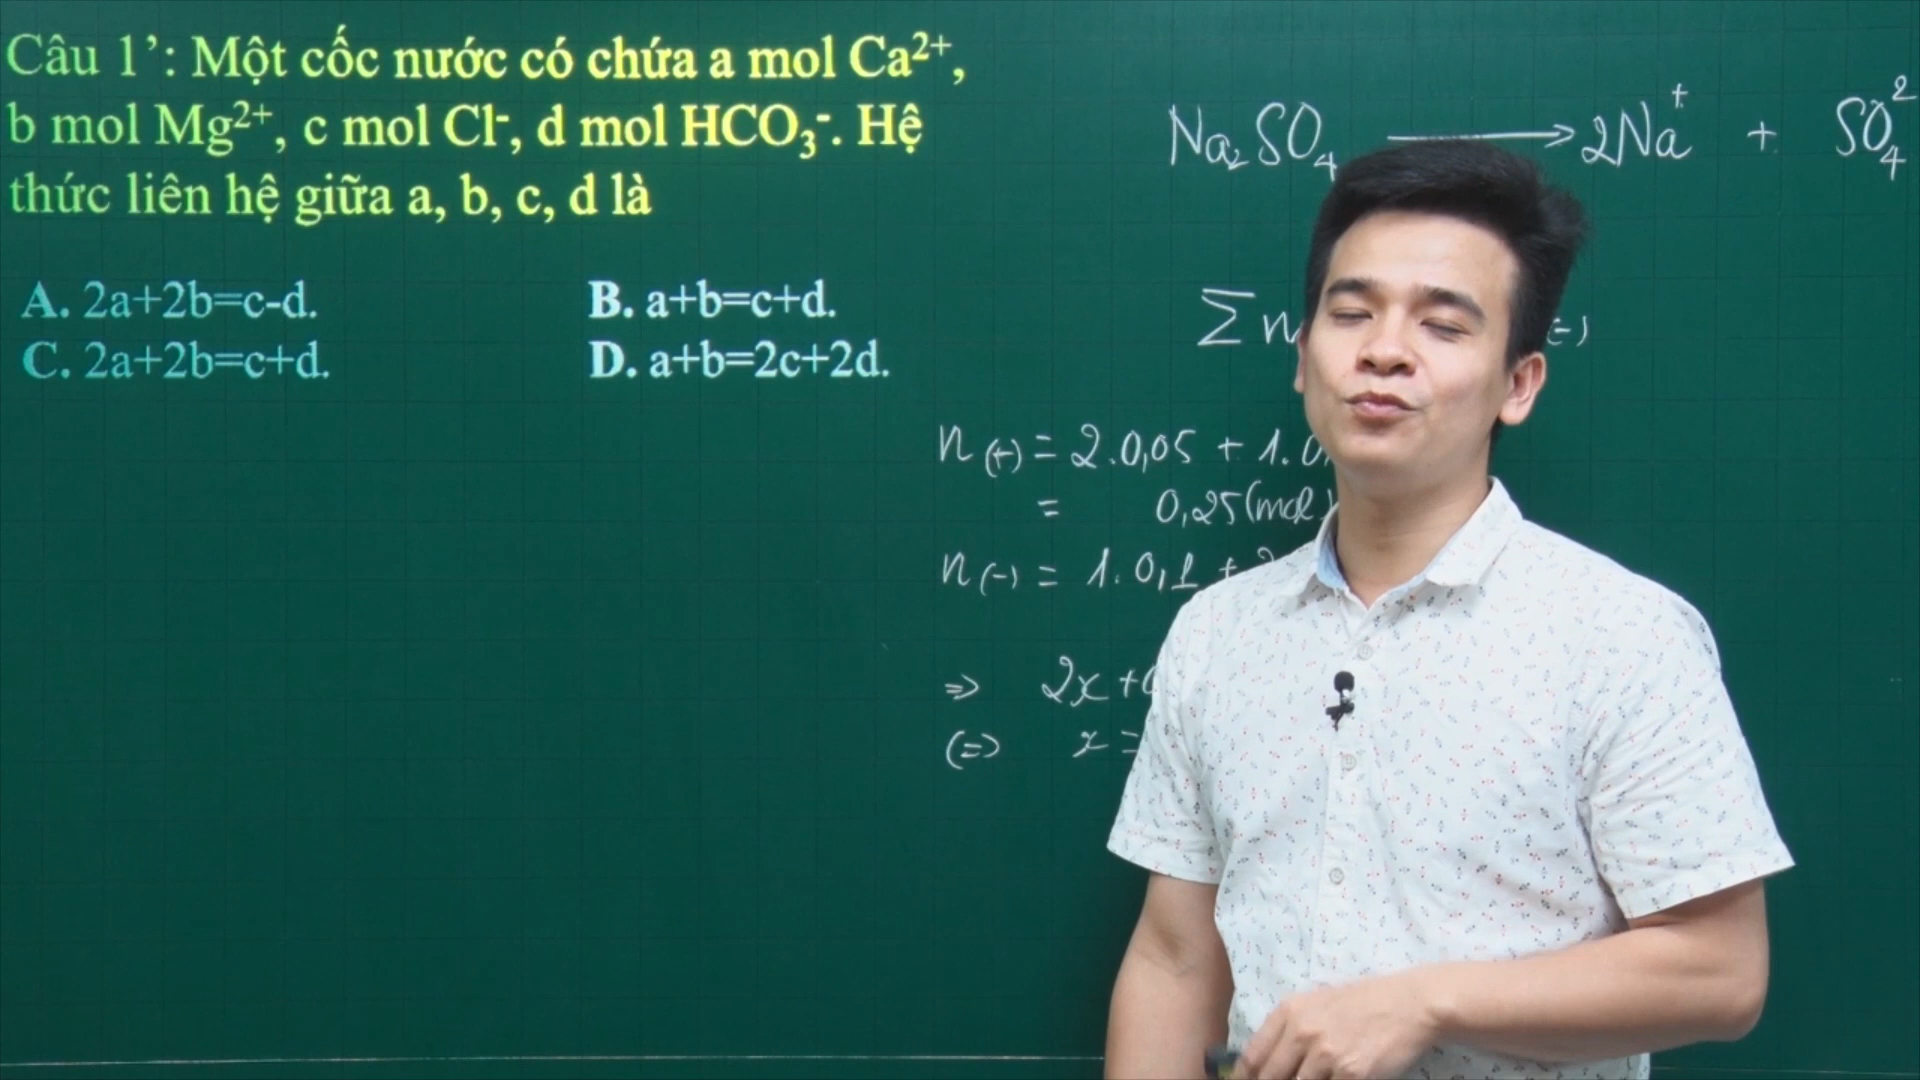 Câu 1’: Một cốc nước có chứa a mol Ca²⁺,
b mol Mg²⁺, c mol Cl⁻, d mol HCO₃⁻. Hệ
thức liên hệ giữa a, b, c, d là
A. 2a+2b=c-d. B. a+b=c+d.
C. 2a+2b=c+d. D. a+b=2c+2d.
Na₂SO₄ ⟶ 2Na⁺ + SO₄²
Σn =)
n(+) = 2.0,05 + 1.0,
= 0,25(mol)
n(-) = 1.0,1 +
=> 2x+0
(=> x =